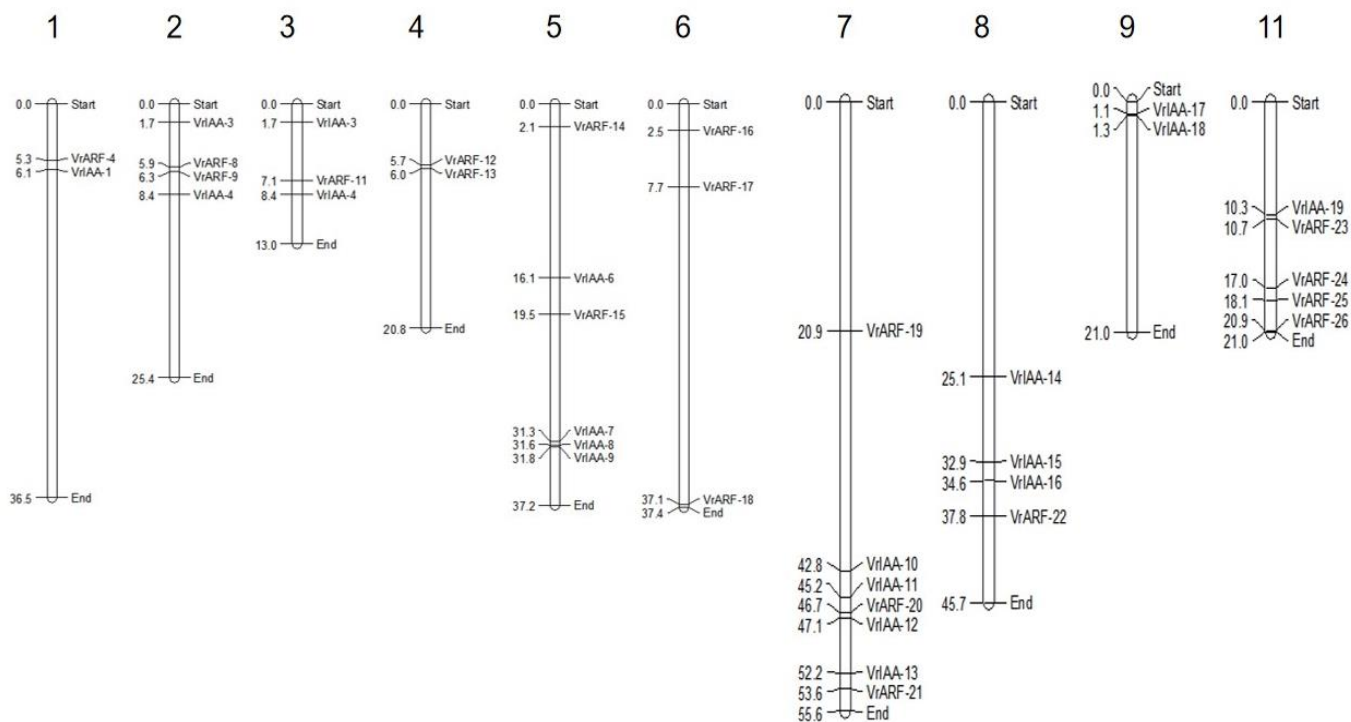 1 2 3 4 5 6 7 8 9 11
0.0 Start
5.3 VrARF-4
6.1 VrIAA-1
36.5 End
0.0 Start
1.7 VrIAA-3
5.9 VrARF-8
6.3 VrARF-9
8.4 VrIAA-4
25.4 End
0.0 Start
1.7 VrIAA-3
7.1 VrARF-11
8.4 VrIAA-4
13.0 End
0.0 Start
5.7 VrARF-12
6.0 VrARF-13
20.8 End
0.0 Start
2.1 VrARF-14
16.1 VrIAA-6
19.5 VrARF-15
31.3 VrIAA-7
31.6 VrIAA-8
31.8 VrIAA-9
37.2 End
0.0 Start
2.5 VrARF-16
7.7 VrARF-17
37.1 VrARF-18
37.4 End
0.0 Start
20.9 VrARF-19
42.8 VrIAA-10
45.2 VrIAA-11
46.7 VrARF-20
47.1 VrIAA-12
52.2 VrIAA-13
53.6 VrARF-21
55.6 End
0.0 Start
25.1 VrIAA-14
32.9 VrIAA-15
34.6 VrIAA-16
37.8 VrARF-22
45.7 End
0.0 Start
1.1 VrIAA-17
1.3 VrIAA-18
21.0 End
0.0 Start
10.3 VrIAA-19
10.7 VrARF-23
17.0 VrARF-24
18.1 VrARF-25
20.9 VrARF-26
21.0 End